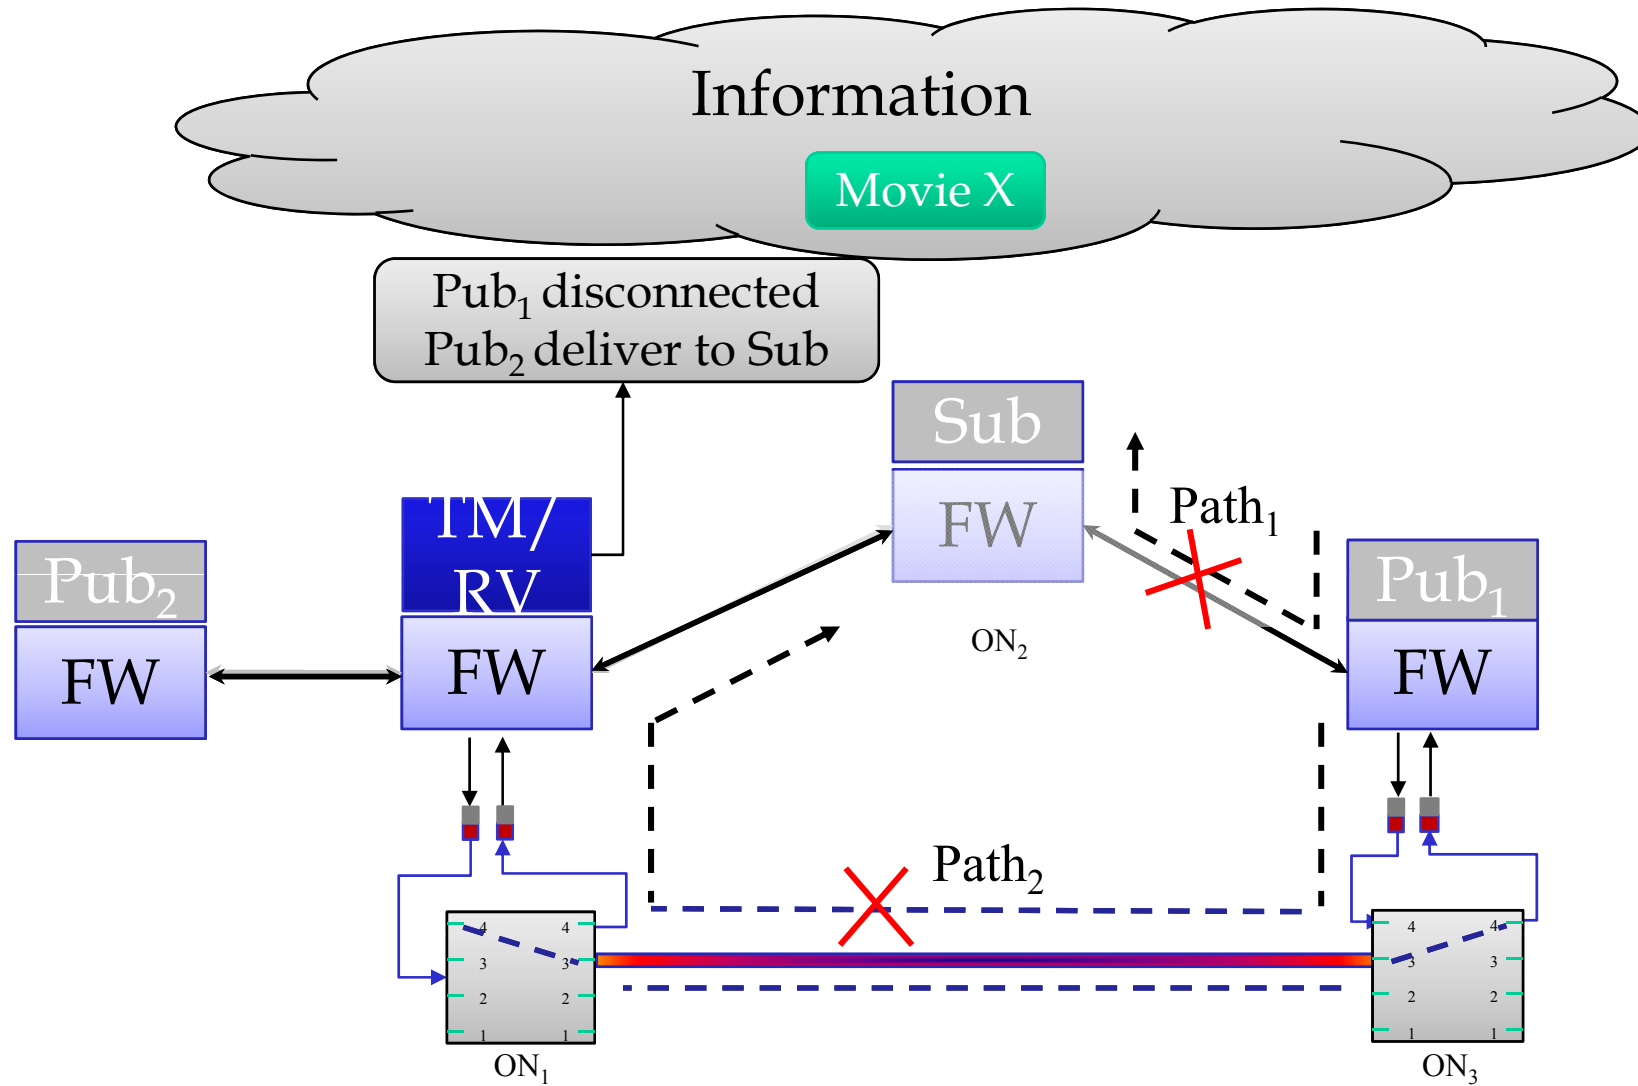 Information
Movie X
Pub₁ disconnected
Pub₂ deliver to Sub
Sub
FW
ON₂
Path₁
TM/
RV
FW
Pub₂
FW
Pub₁
FW
Path₂
4 4
3 3
2 2
1 1
ON₁
4 4
3 3
2 2
1 1
ON₃